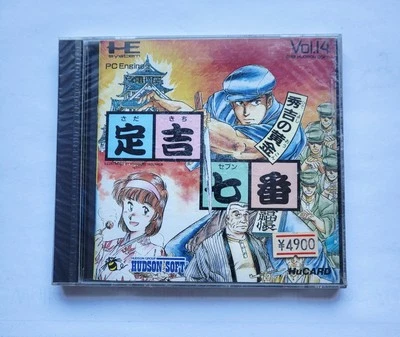 PC Engine
Vol.14
秀吉の黄金
さだきち
定吉
セブン
七番
¥4900
HUDSON SOFT
HuCARD